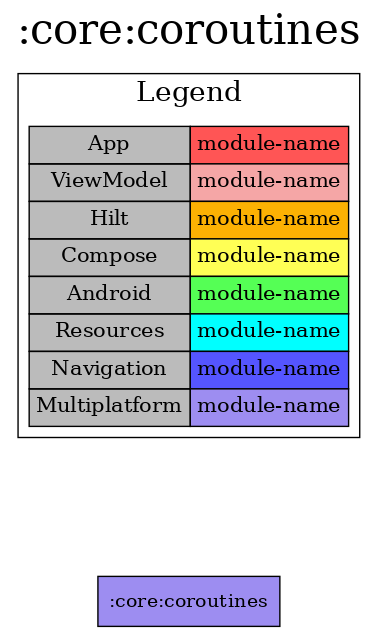 :core:coroutines
Legend
App module-name
ViewModel module-name
Hilt module-name
Compose module-name
Android module-name
Resources module-name
Navigation module-name
Multiplatform module-name
:core:coroutines